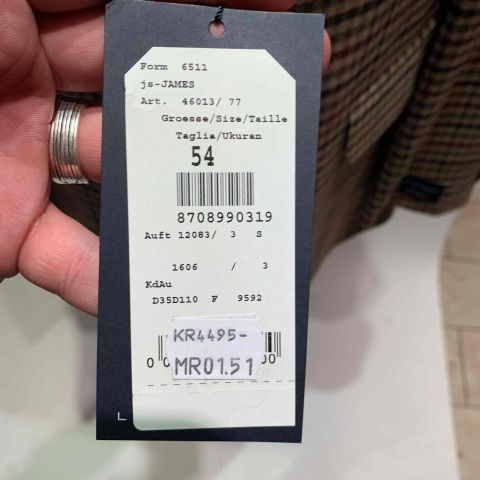 Form 6511
js-JAMES
Art. 46013/ 77
Groesse/Size/Taille
Taglia/Ukuran
54
8708990319
Auft 12083/ 3 S
1606 / 3
KdAu
D35D110 F 9592
KR4495-
MR01.51